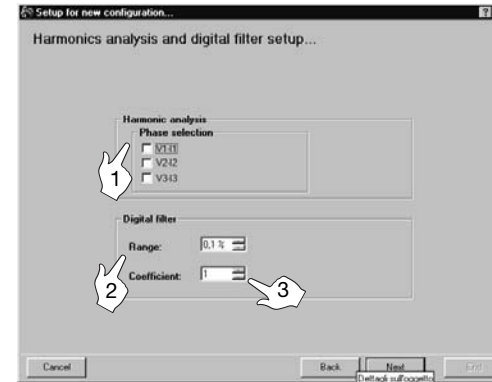 Setup for new configuration...
Harmonics analysis and digital filter setup...
Harmonic analysis
Phase selection
V1-I1
V2-I2
V3-I3
1
Digital filter
Range:
0,1 %
Coefficient:
1
2
3
Cancel
Back
Next
End
Dettagli sull'oggetto